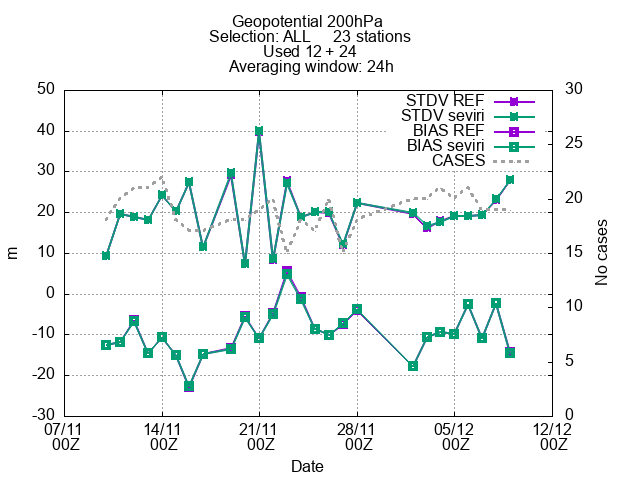 Geopotential 200hPa
Selection: ALL 23 stations
Used 12 + 24
Averaging window: 24h
50
40
30
20
10
0
-10
-20
-30
m
30
25
20
15
10
5
0
No cases
STDV REF
STDV seviri
BIAS REF
BIAS seviri
CASES
07/11 14/11 21/11 28/11 05/12 12/12
00Z 00Z 00Z 00Z 00Z 00Z
Date